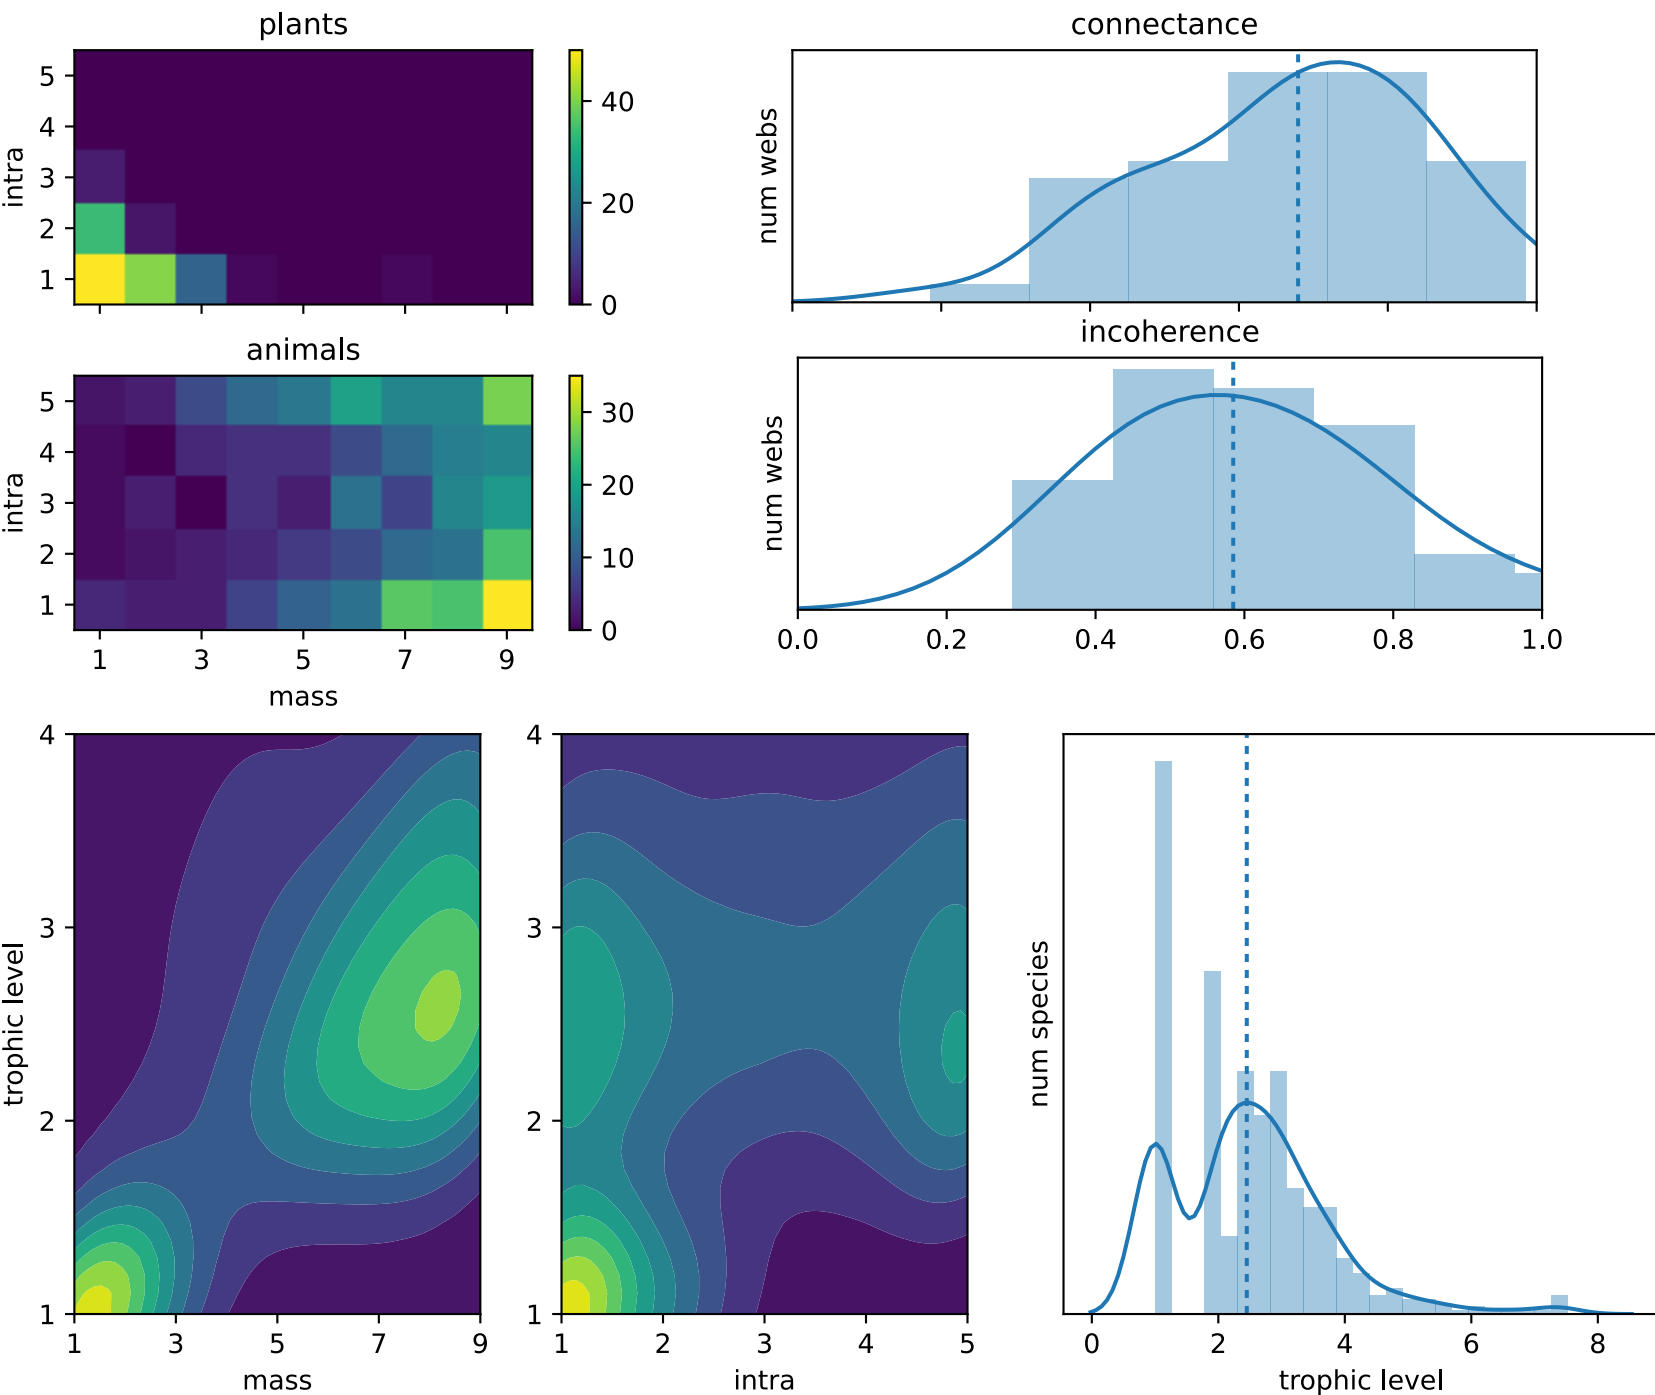 plants
intra
5
4
3
2
1
40
20
0
connectance
num webs
animals
intra
5
4
3
2
1
1 3 5 7 9
mass
30
20
10
0
incoherence
num webs
0.0 0.2 0.4 0.6 0.8 1.0
trophic level
4
3
2
1
1 3 5 7 9
mass
4
3
2
1
1 2 3 4 5
intra
num species
0 2 4 6 8
trophic level